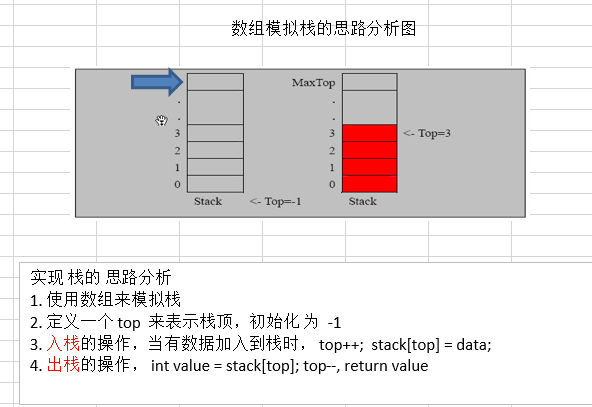 数组模拟栈的思路分析图
MaxTop
.
.
.
.
3
3
<- Top=3
2
2
1
1
0
0
Stack
<- Top=-1
Stack
实现 栈的 思路分析
1. 使用数组来模拟栈
2. 定义一个 top 来表示栈顶，初始化 为 -1
3. 入栈的操作，当有数据加入到栈时， top++; stack[top] = data;
4. 出栈的操作， int value = stack[top]; top--, return value